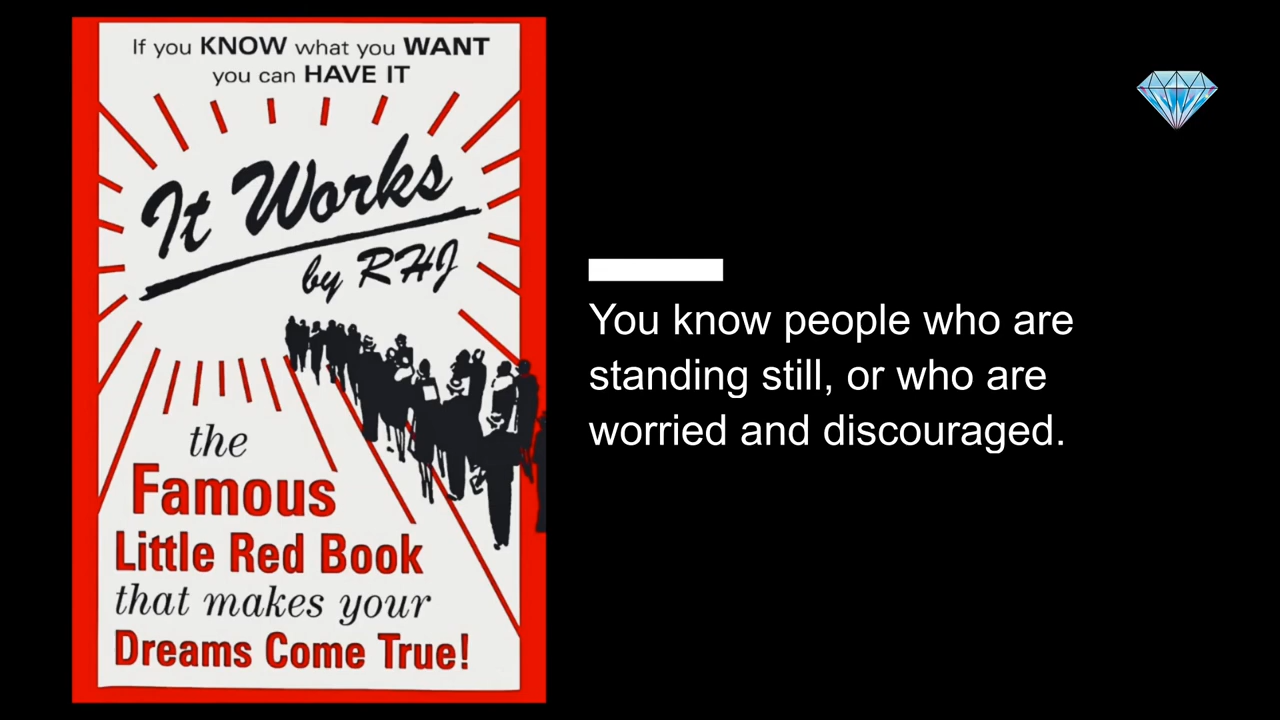 If you KNOW what you WANT
you can HAVE IT
It Works
by RHJ
the
Famous
Little Red Book
that makes your
Dreams Come True!
You know people who are
standing still, or who are
worried and discouraged.